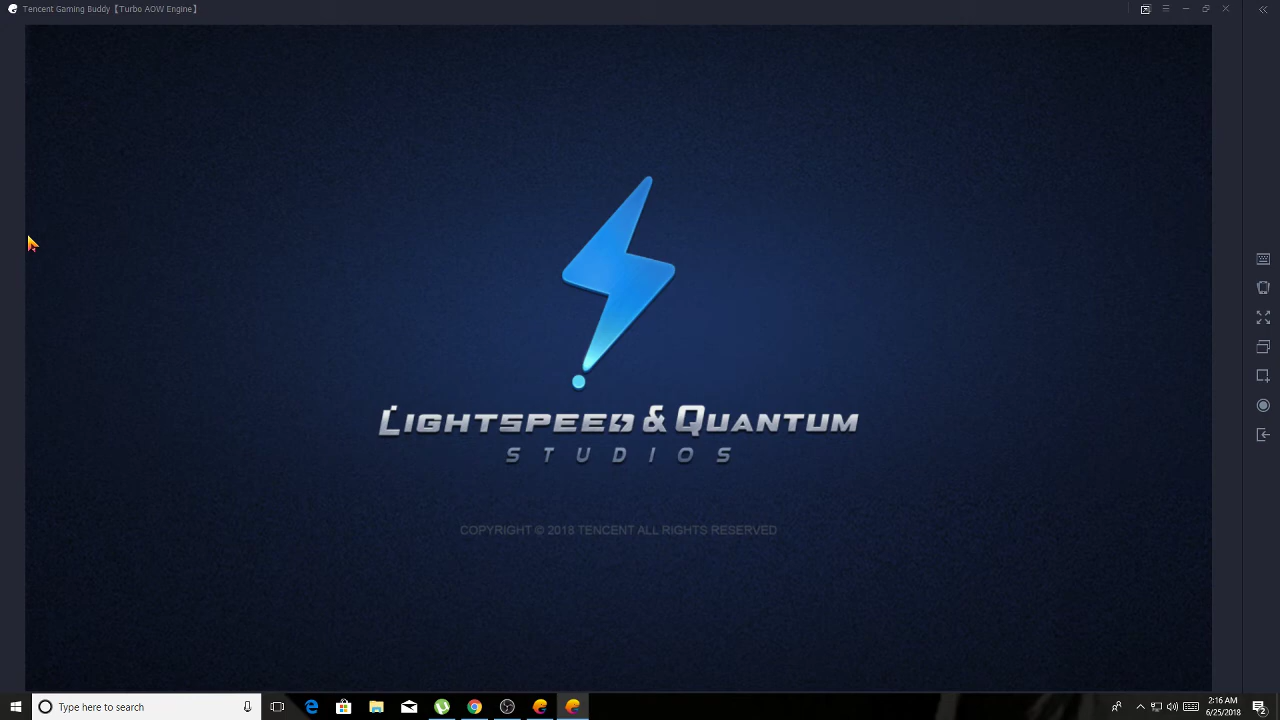 Tencent Gaming Buddy【Turbo AOW Engine】
LIGHTSPEED & QUANTUM
STUDIOS
COPYRIGHT © 2018 TENCENT ALL RIGHTS RESERVED
Type here to search
2:16 AM
6/25/2018
2